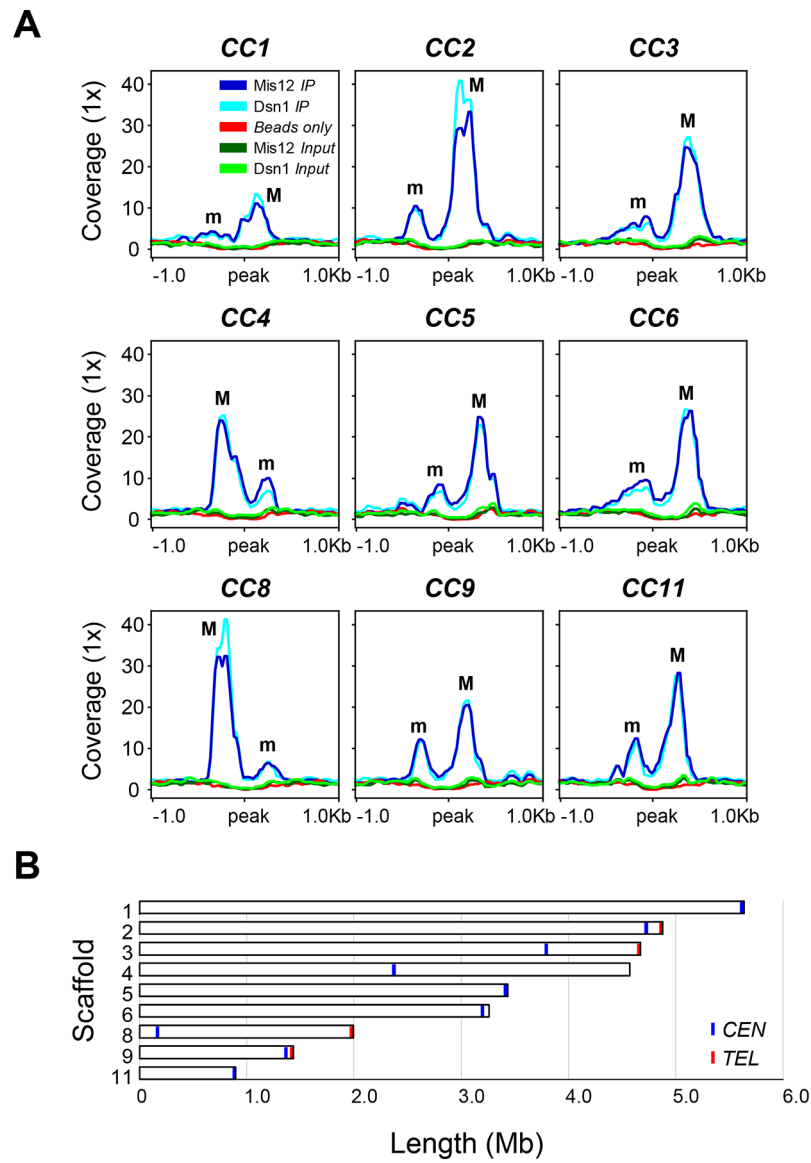 A
CC1 CC2 CC3
Coverage (1x)
40
30
20
10
0
Mis12 IP
Dsn1 IP
Beads only
Mis12 Input
Dsn1 Input
m M
m M
m M
-1.0 peak 1.0Kb -1.0 peak 1.0Kb -1.0 peak 1.0Kb
CC4 CC5 CC6
Coverage (1x)
40
30
20
10
0
M m
m M
m M
-1.0 peak 1.0Kb -1.0 peak 1.0Kb -1.0 peak 1.0Kb
CC8 CC9 CC11
Coverage (1x)
40
30
20
10
0
M m
m M
m M
-1.0 peak 1.0Kb -1.0 peak 1.0Kb -1.0 peak 1.0Kb
B
Scaffold
1
2
3
4
5
6
8
9
11
CEN
TEL
0 1.0 2.0 3.0 4.0 5.0 6.0
Length (Mb)